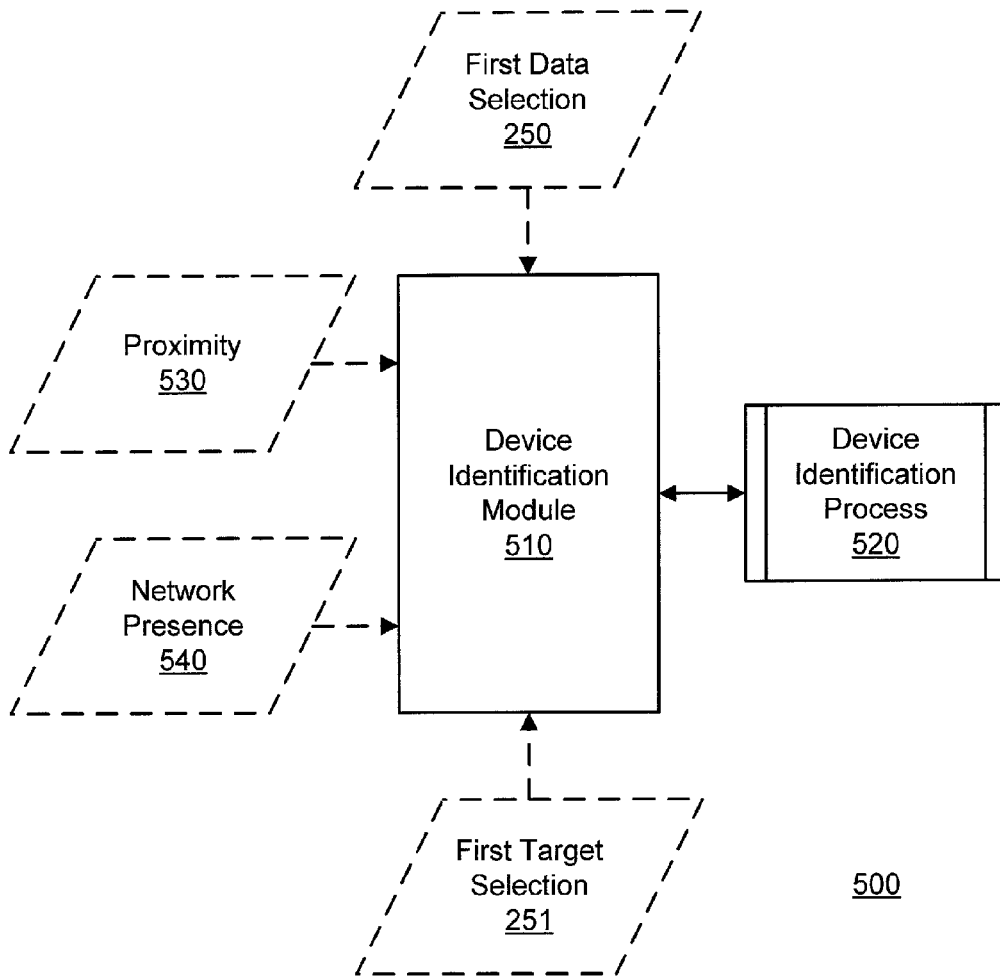 First Data
Selection
250
Proximity
530
Device
Identification
Module
510
Device
Identification
Process
520
Network
Presence
540
First Target
Selection
251
500